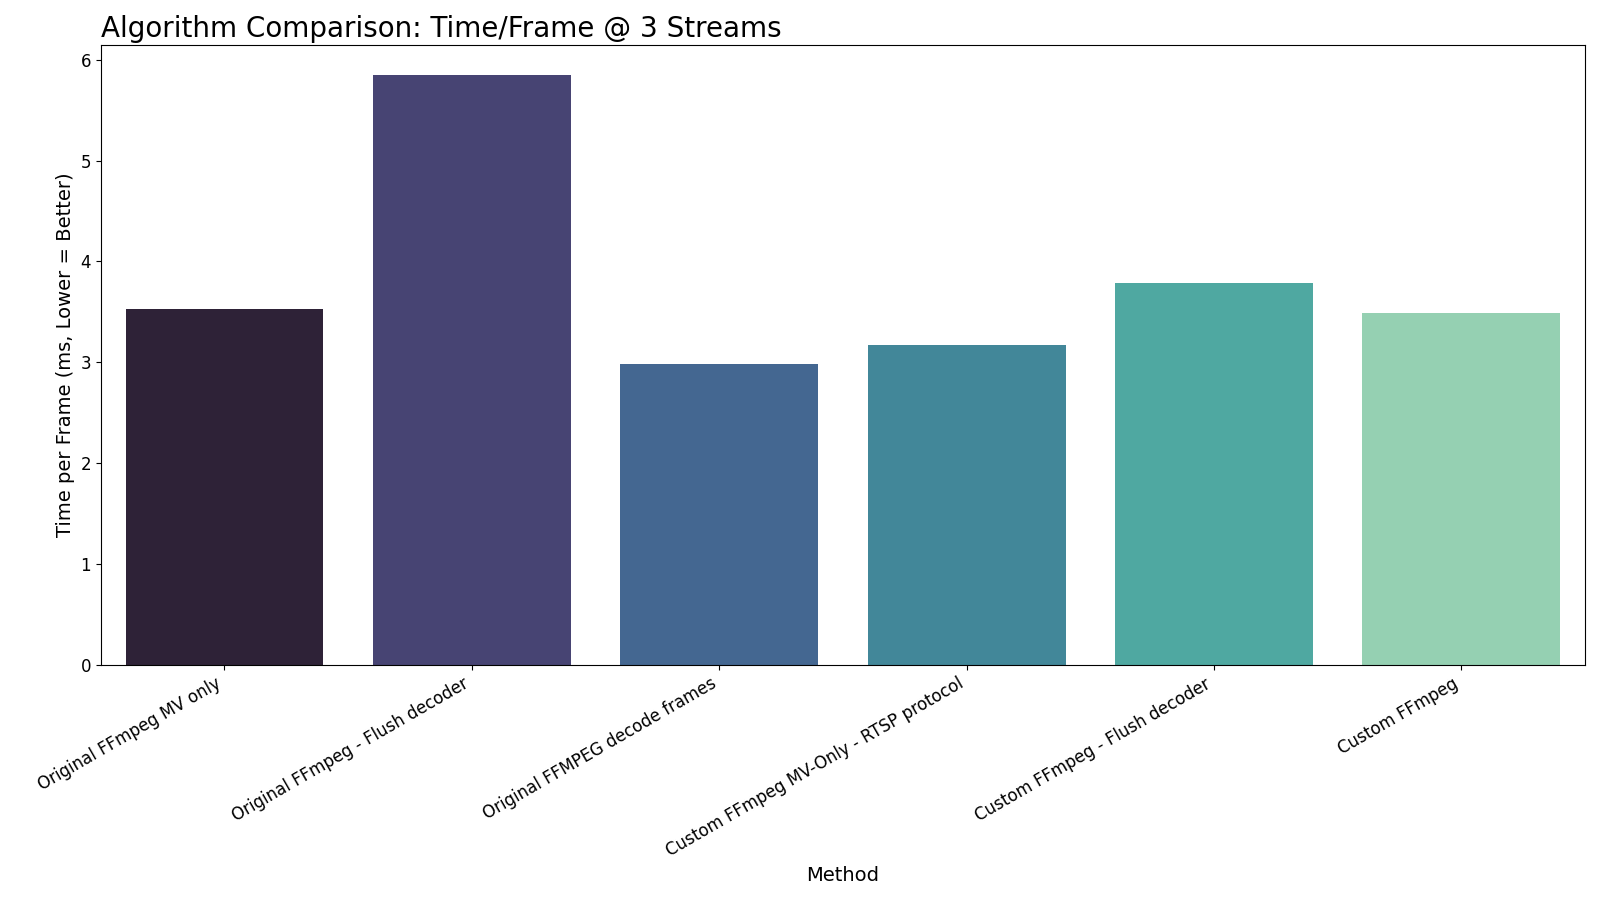 Algorithm Comparison: Time/Frame @ 3 Streams
Time per Frame (ms, Lower = Better)
6
5
4
3
2
1
0
Original FFmpeg MV only
Original FFmpeg - Flush decoder
Original FFMPEG decode frames
Custom FFmpeg MV-Only - RTSP protocol
Custom FFmpeg - Flush decoder
Custom FFmpeg
Method